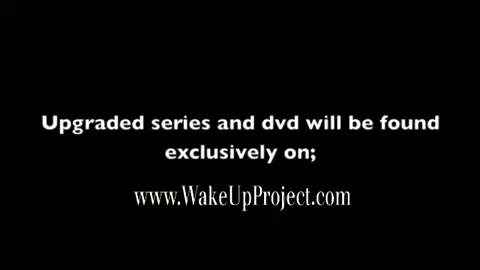 Upgraded series and dvd will be found
exclusively on;
www.WakeUpProject.com